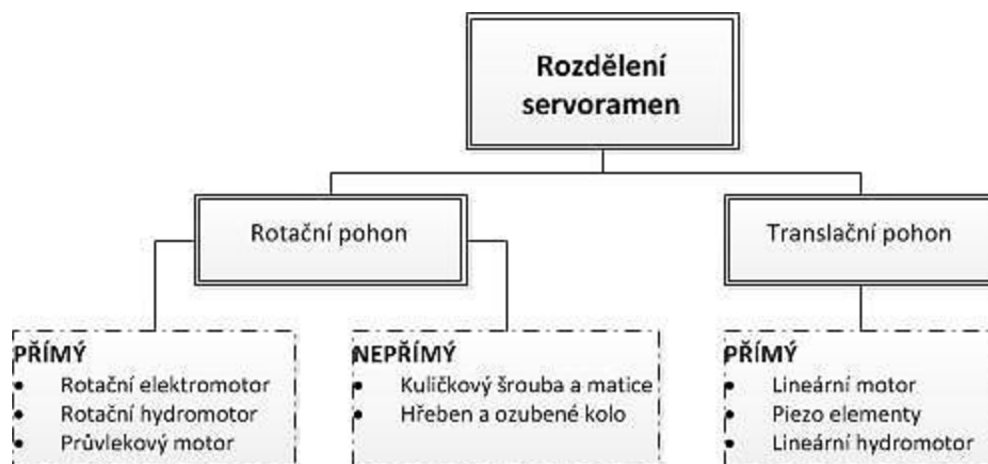 Rozdělení
servoramen
Rotační pohon
Translační pohon
PŘÍMÝ
• Rotační elektromotor
• Rotační hydromotor
• Průvlekový motor
NEPŘÍMÝ
• Kuličkový šrouba a matice
• Hřeben a ozubené kolo
PŘÍMÝ
• Lineární motor
• Piezo elementy
• Lineární hydromotor